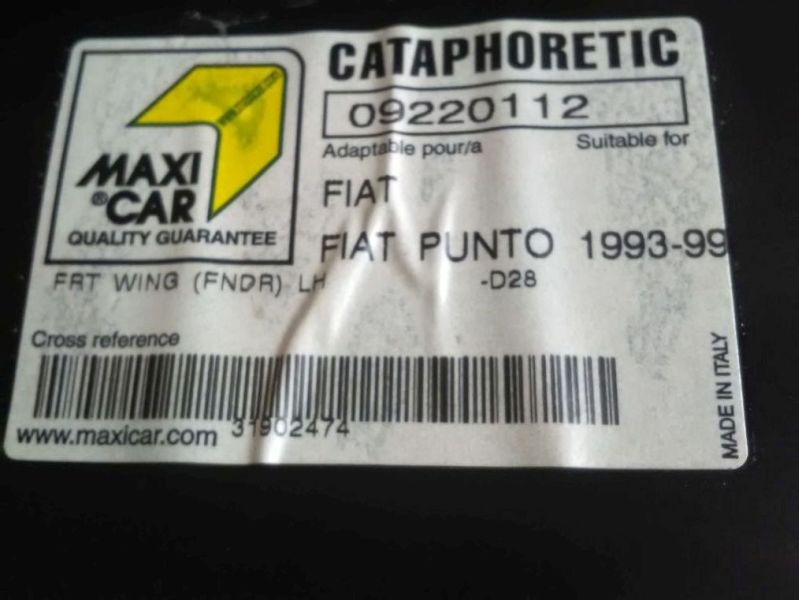 CATAPHORETIC
09220112
Adaptable pour/a Suitable for
FIAT
FIAT PUNTO 1993-99
MAXI
®CAR
QUALITY GUARANTEE
FRT WING (FNDR) LH -D28
Cross reference
www.maxicar.com 31902474
MADE IN ITALY